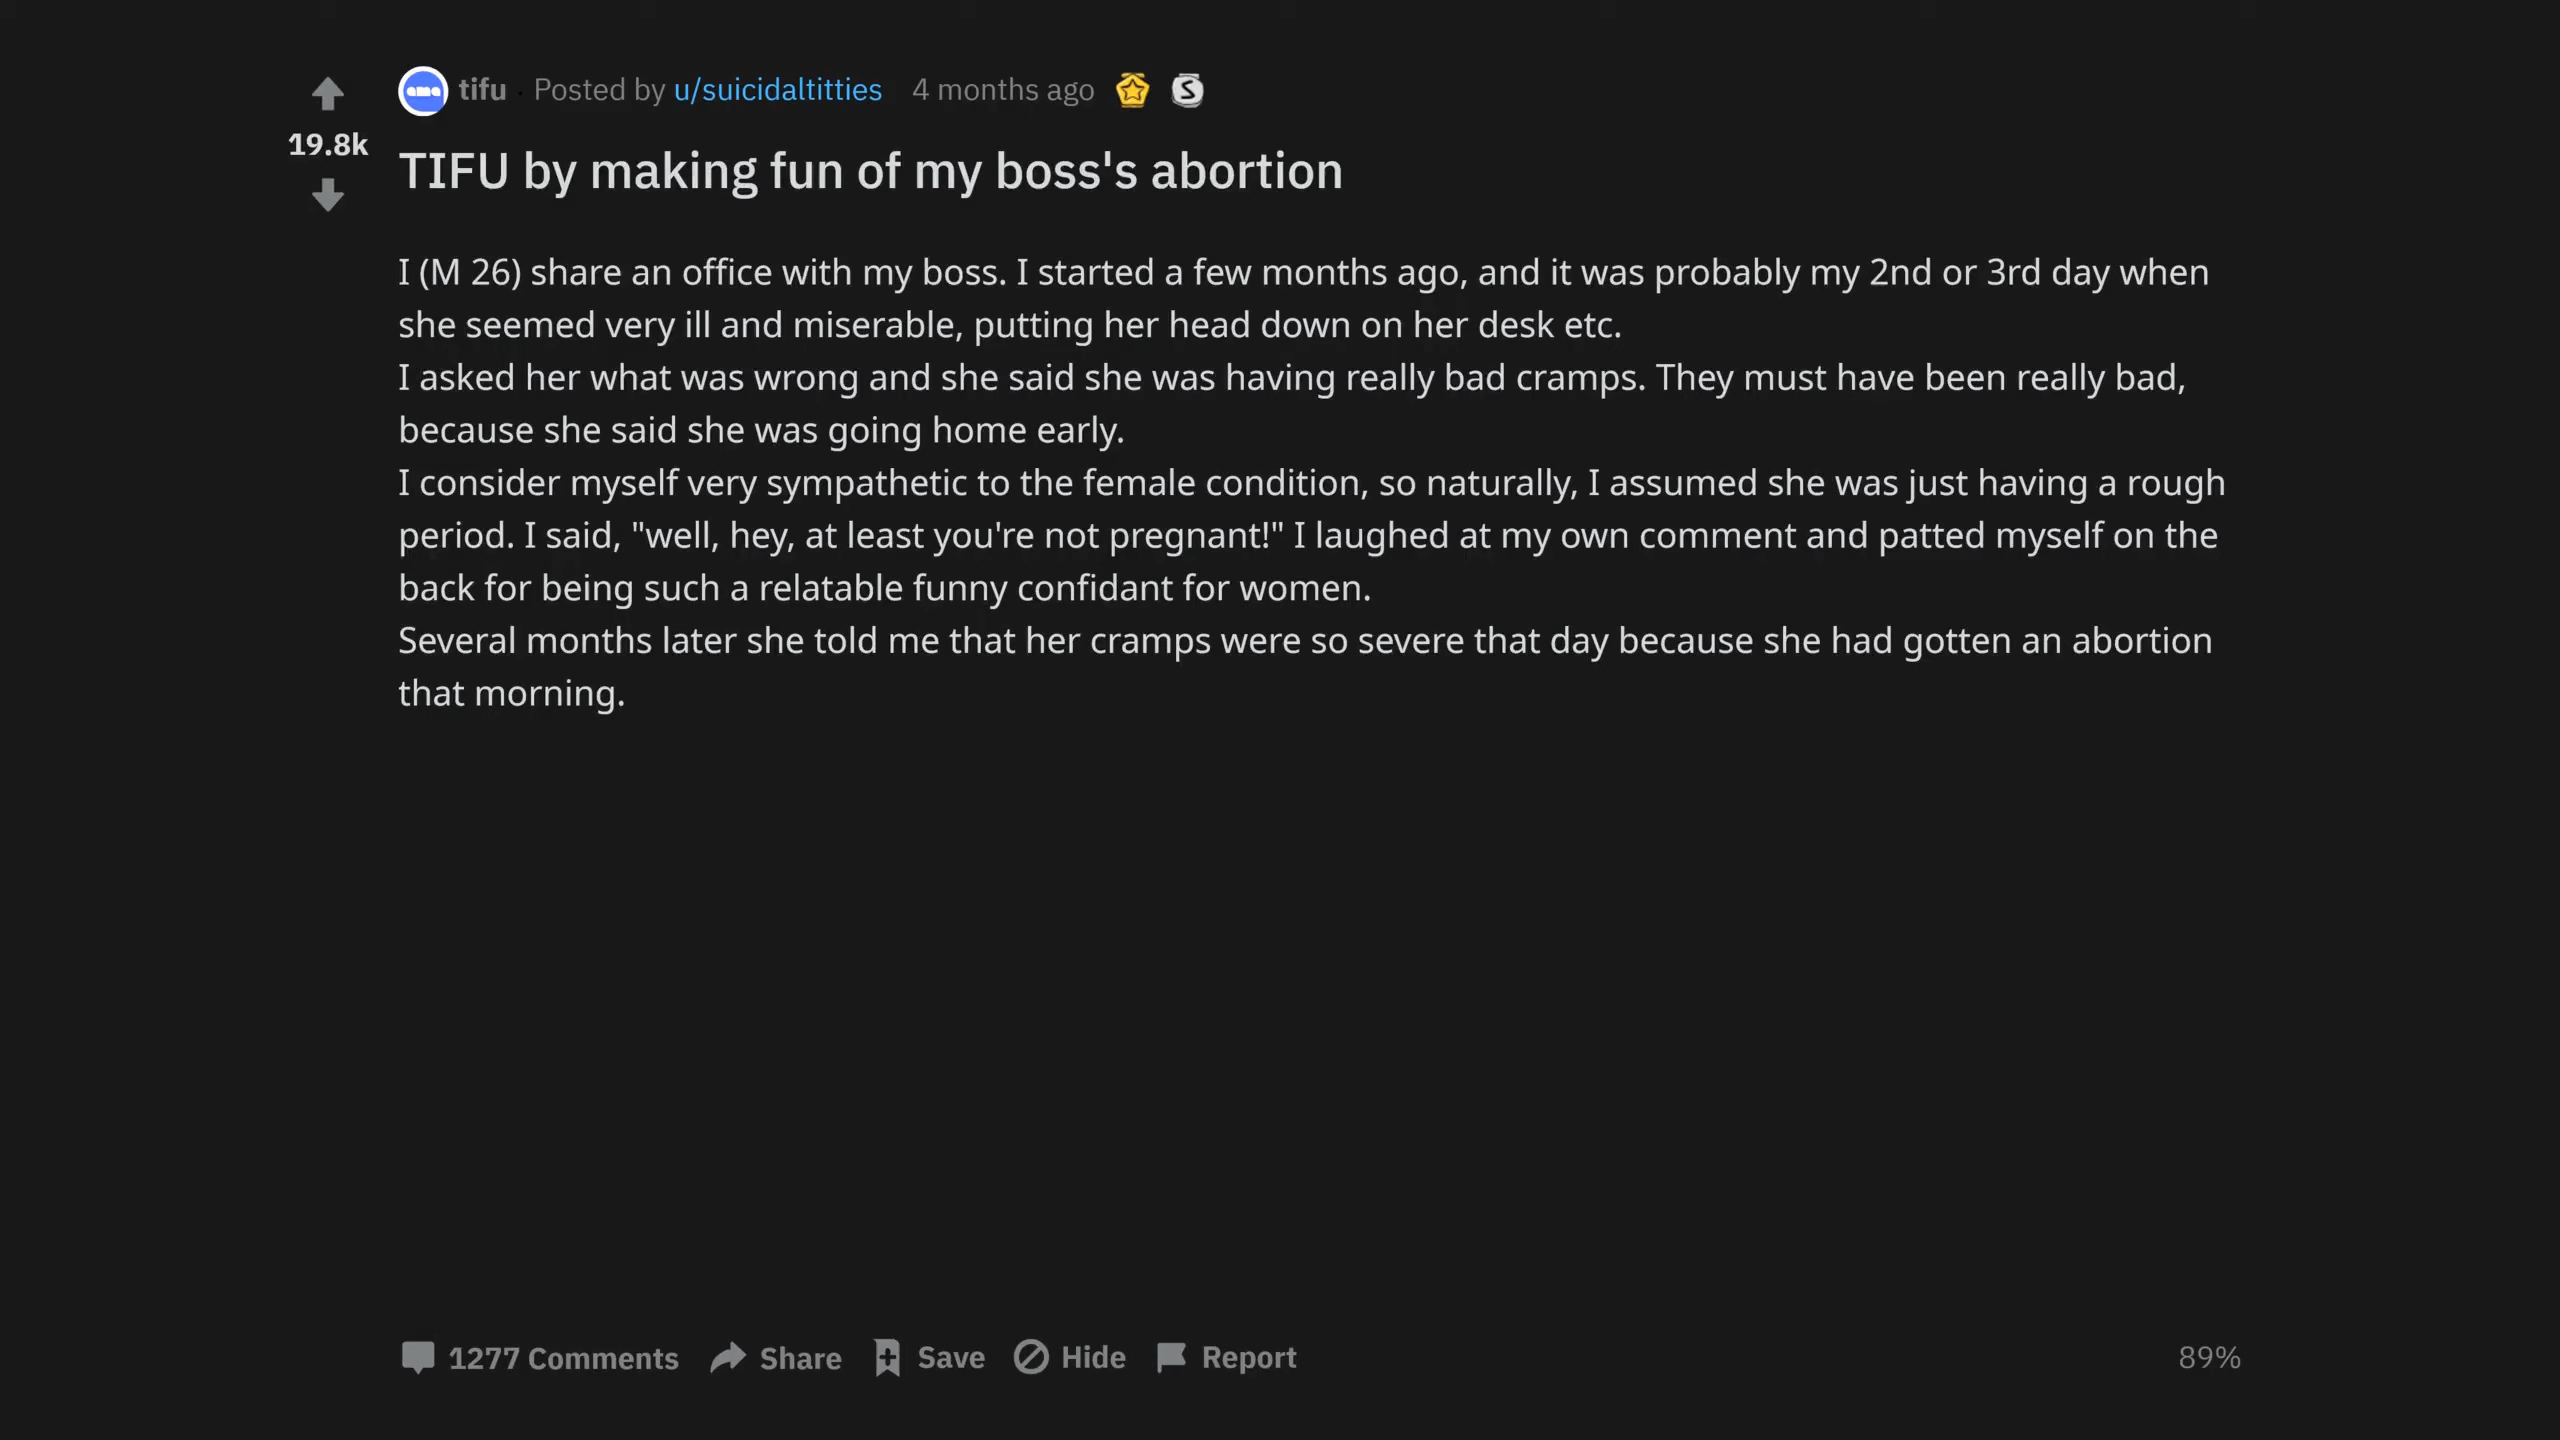 tifu · Posted by u/suicidaltitties 4 months ago
19.8k
TIFU by making fun of my boss's abortion
I (M 26) share an office with my boss. I started a few months ago, and it was probably my 2nd or 3rd day when
she seemed very ill and miserable, putting her head down on her desk etc.
I asked her what was wrong and she said she was having really bad cramps. They must have been really bad,
because she said she was going home early.
I consider myself very sympathetic to the female condition, so naturally, I assumed she was just having a rough
period. I said, "well, hey, at least you're not pregnant!" I laughed at my own comment and patted myself on the
back for being such a relatable funny confidant for women.
Several months later she told me that her cramps were so severe that day because she had gotten an abortion
that morning.
1277 Comments Share Save Hide Report 89%